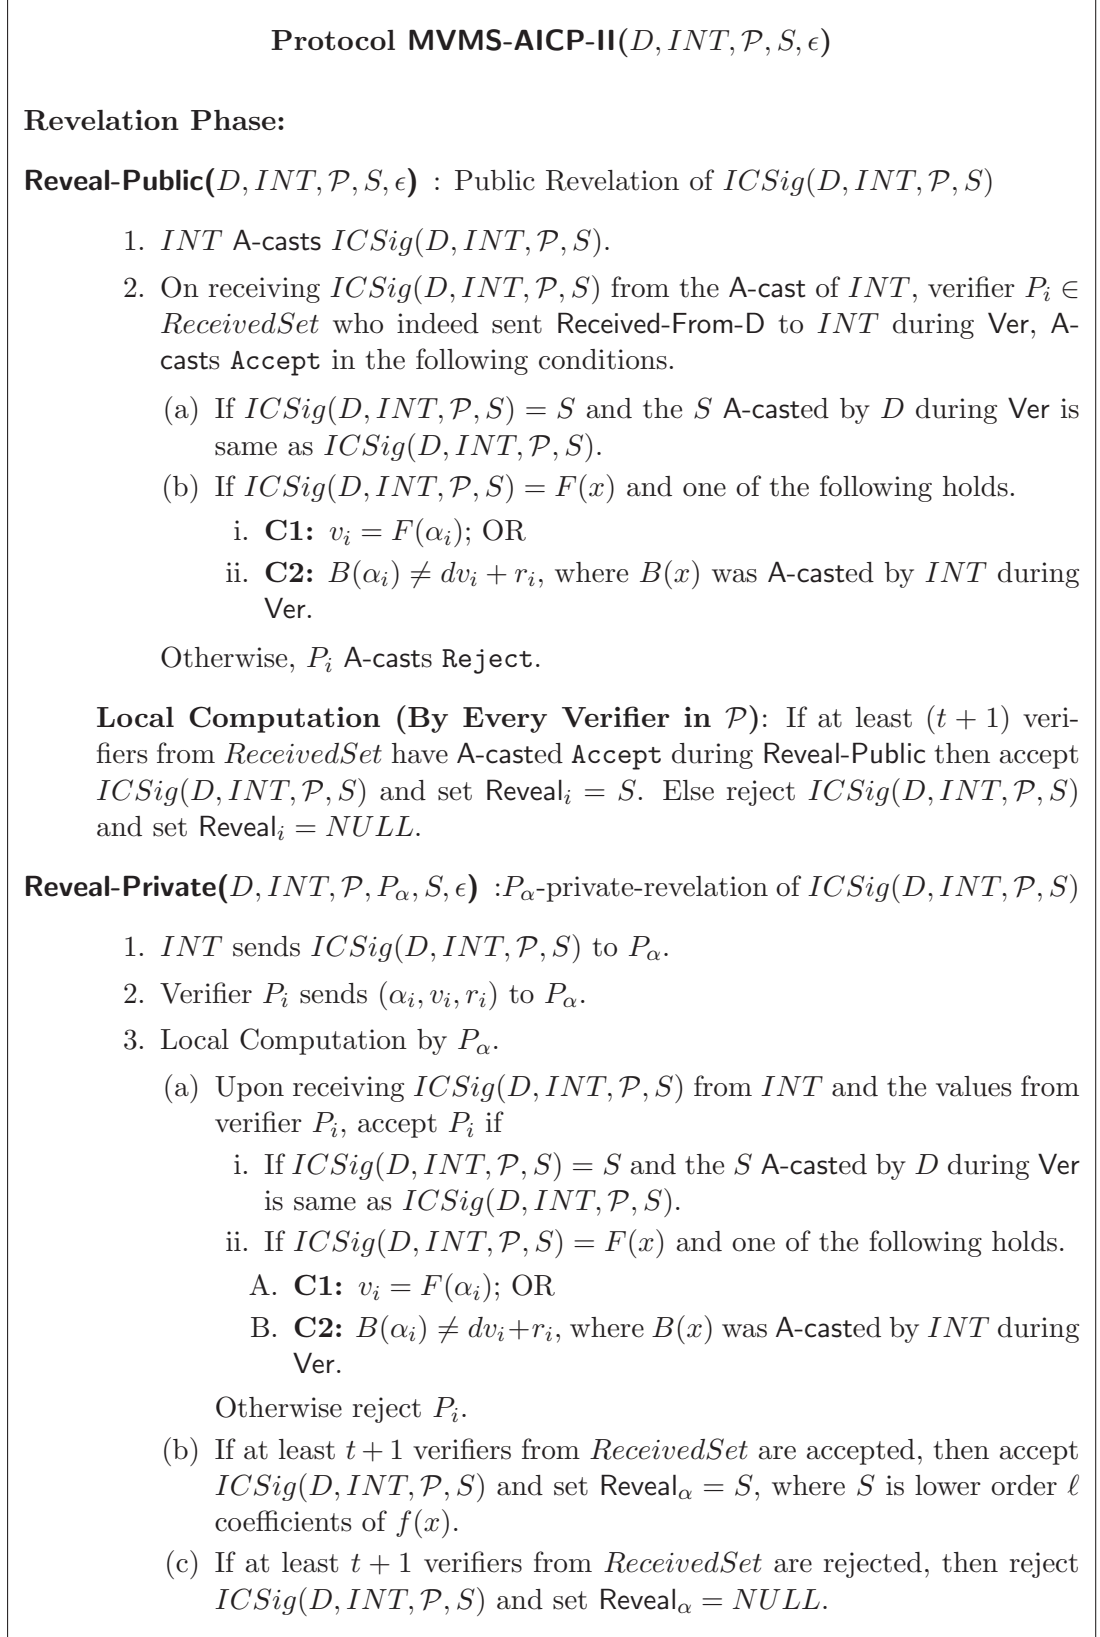 Protocol MVMS-AICP-II(D, INT, 𝒫, S, ϵ)
Revelation Phase:
Reveal-Public(D, INT, 𝒫, S, ϵ) : Public Revelation of ICSig(D, INT, 𝒫, S)
1. INT A-casts ICSig(D, INT, 𝒫, S).
2. On receiving ICSig(D, INT, 𝒫, S) from the A-cast of INT, verifier P_i ∈
ReceivedSet who indeed sent Received-From-D to INT during Ver, A-
casts Accept in the following conditions.
(a) If ICSig(D, INT, 𝒫, S) = S and the S A-casted by D during Ver is
same as ICSig(D, INT, 𝒫, S).
(b) If ICSig(D, INT, 𝒫, S) = F(x) and one of the following holds.
i. C1: v_i = F(α_i); OR
ii. C2: B(α_i) ≠ dv_i + r_i, where B(x) was A-casted by INT during
Ver.
Otherwise, P_i A-casts Reject.
Local Computation (By Every Verifier in 𝒫): If at least (t + 1) veri-
fiers from ReceivedSet have A-casted Accept during Reveal-Public then accept
ICSig(D, INT, 𝒫, S) and set Reveal_i = S. Else reject ICSig(D, INT, 𝒫, S)
and set Reveal_i = NULL.
Reveal-Private(D, INT, 𝒫, P_α, S, ϵ) :P_α-private-revelation of ICSig(D, INT, 𝒫, S)
1. INT sends ICSig(D, INT, 𝒫, S) to P_α.
2. Verifier P_i sends (α_i, v_i, r_i) to P_α.
3. Local Computation by P_α.
(a) Upon receiving ICSig(D, INT, 𝒫, S) from INT and the values from
verifier P_i, accept P_i if
i. If ICSig(D, INT, 𝒫, S) = S and the S A-casted by D during Ver
is same as ICSig(D, INT, 𝒫, S).
ii. If ICSig(D, INT, 𝒫, S) = F(x) and one of the following holds.
A. C1: v_i = F(α_i); OR
B. C2: B(α_i) ≠ dv_i+r_i, where B(x) was A-casted by INT during
Ver.
Otherwise reject P_i.
(b) If at least t + 1 verifiers from ReceivedSet are accepted, then accept
ICSig(D, INT, 𝒫, S) and set Reveal_α = S, where S is lower order ℓ
coefficients of f(x).
(c) If at least t + 1 verifiers from ReceivedSet are rejected, then reject
ICSig(D, INT, 𝒫, S) and set Reveal_α = NULL.